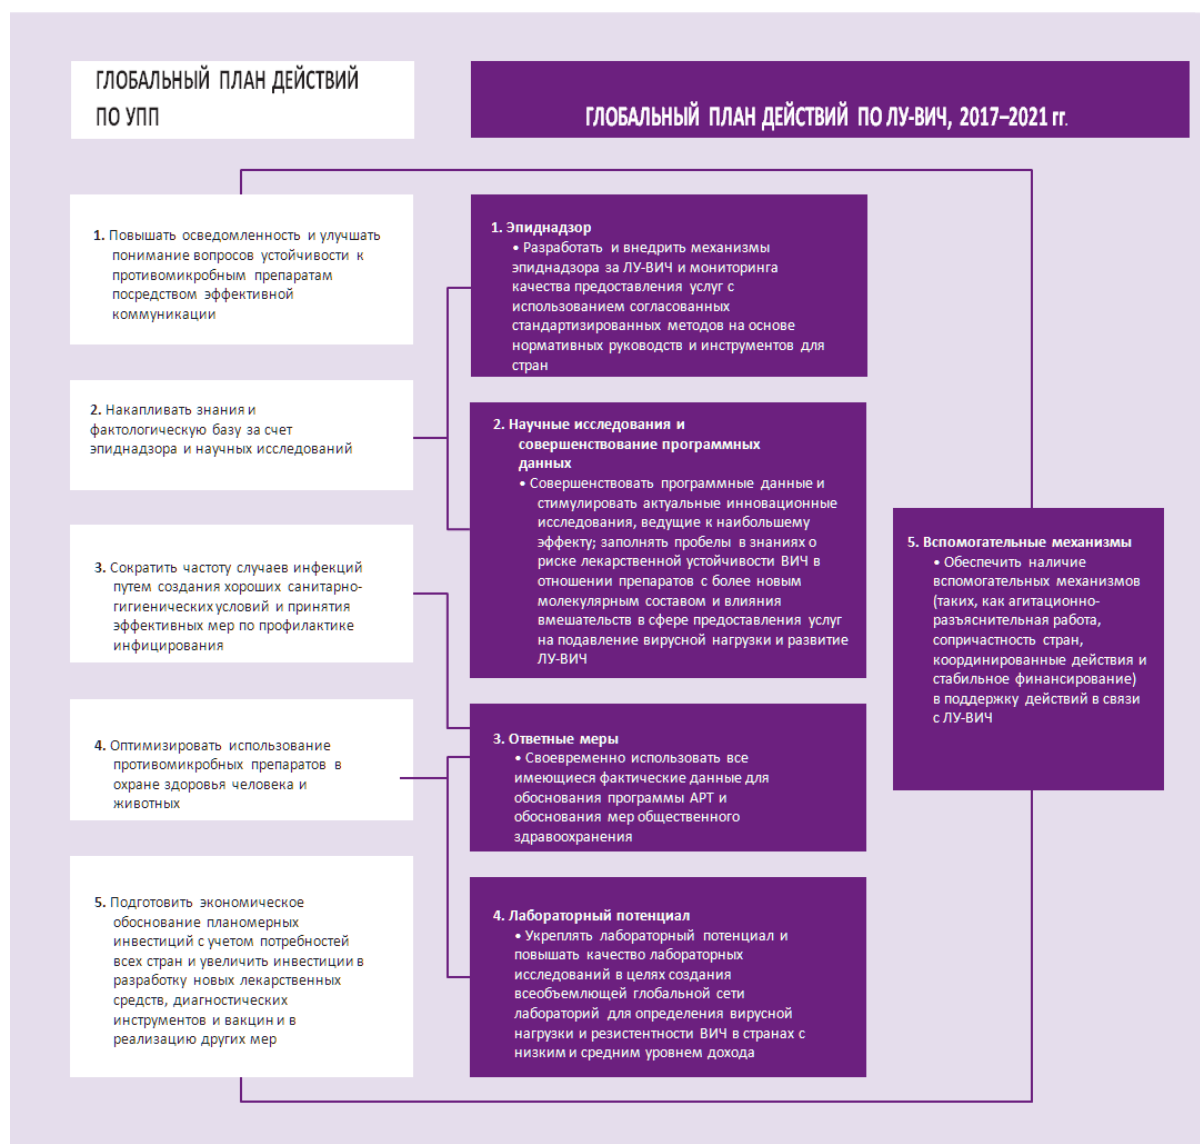 ГЛОБАЛЬНЫЙ ПЛАН ДЕЙСТВИЙ
ПО УПП
ГЛОБАЛЬНЫЙ ПЛАН ДЕЙСТВИЙ ПО ЛУ-ВИЧ, 2017–2021 гг.
1. Повышать осведомленность и улучшать
понимание вопросов устойчивости к
противомикробным препаратам
посредством эффективной
коммуникации
2. Накапливать знания и
фактологическую базу за счет
эпиднадзора и научных исследований
3. Сократить частоту случаев инфекций
путем создания хороших санитарно-
гигиенических условий и принятия
эффективных мер по профилактике
инфицирования
4. Оптимизировать использование
противомикробных препаратов в
охране здоровья человека и
животных
5. Подготовить экономическое
обоснование планомерных
инвестиций с учетом потребностей
всех стран и увеличить инвестиции в
разработку новых лекарственных
средств, диагностических
инструментов и вакцин и в
реализацию других мер
1. Эпиднадзор
• Разработать и внедрить механизмы
эпиднадзора за ЛУ-ВИЧ и мониторинга
качества предоставления услуг с
использованием согласованных
стандартизированных методов на основе
нормативных руководств и инструментов для
стран
2. Научные исследования и
совершенствование программных
данных
• Совершенствовать программные данные и
стимулировать актуальные инновационные
исследования, ведущие к наибольшему
эффекту; заполнять пробелы в знаниях о
риске лекарственной устойчивости ВИЧ в
отношении препаратов с более новым
молекулярным составом и влияния
вмешательств в сфере предоставления услуг
на подавление вирусной нагрузки и развитие
ЛУ-ВИЧ
3. Ответные меры
• Своевременно использовать все
имеющиеся фактические данные для
обоснования программы АРТ и
обоснования мер общественного
здравоохранения
4. Лабораторный потенциал
• Укреплять лабораторный потенциал и
повышать качество лабораторных
исследований в целях создания
всеобъемлющей глобальной сети
лабораторий для определения вирусной
нагрузки и резистентности ВИЧ в странах с
низким и средним уровнем дохода
5. Вспомогательные механизмы
• Обеспечить наличие
вспомогательных механизмов
(таких, как агитационно-
разъяснительная работа,
сопричастность стран,
координированные действия и
стабильное финансирование)
в поддержку действий в связи
с ЛУ-ВИЧ